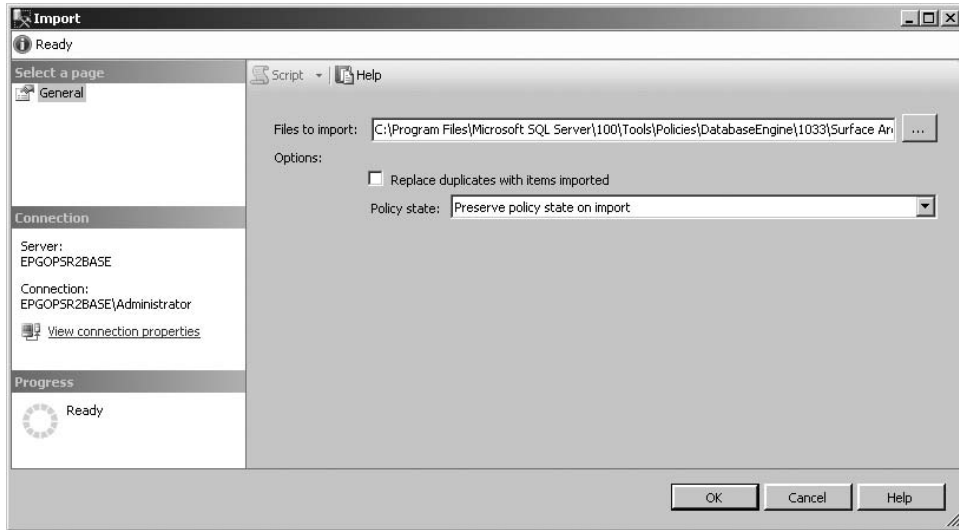 Import
Ready
Select a page
General
Script
Help
Files to import: C:\Program Files\Microsoft SQL Server\100\Tools\Policies\DatabaseEngine\1033\Surface Ar
...
Options:
Replace duplicates with items imported
Policy state: Preserve policy state on import
Connection
Server:
EPGOPSR2BASE
Connection:
EPGOPSR2BASE\Administrator
View connection properties
Progress
Ready
OK
Cancel
Help